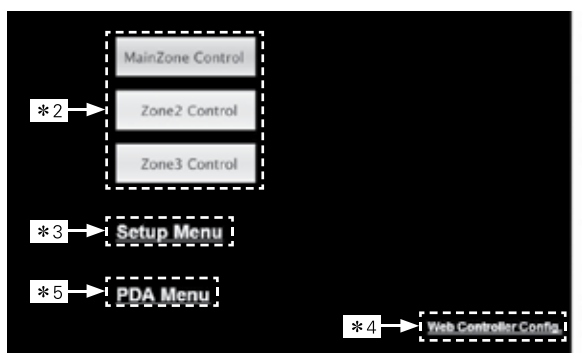 MainZone Control
*2 Zone2 Control
Zone3 Control
*3 Setup Menu
*5 PDA Menu
*4 Web Controller Config.